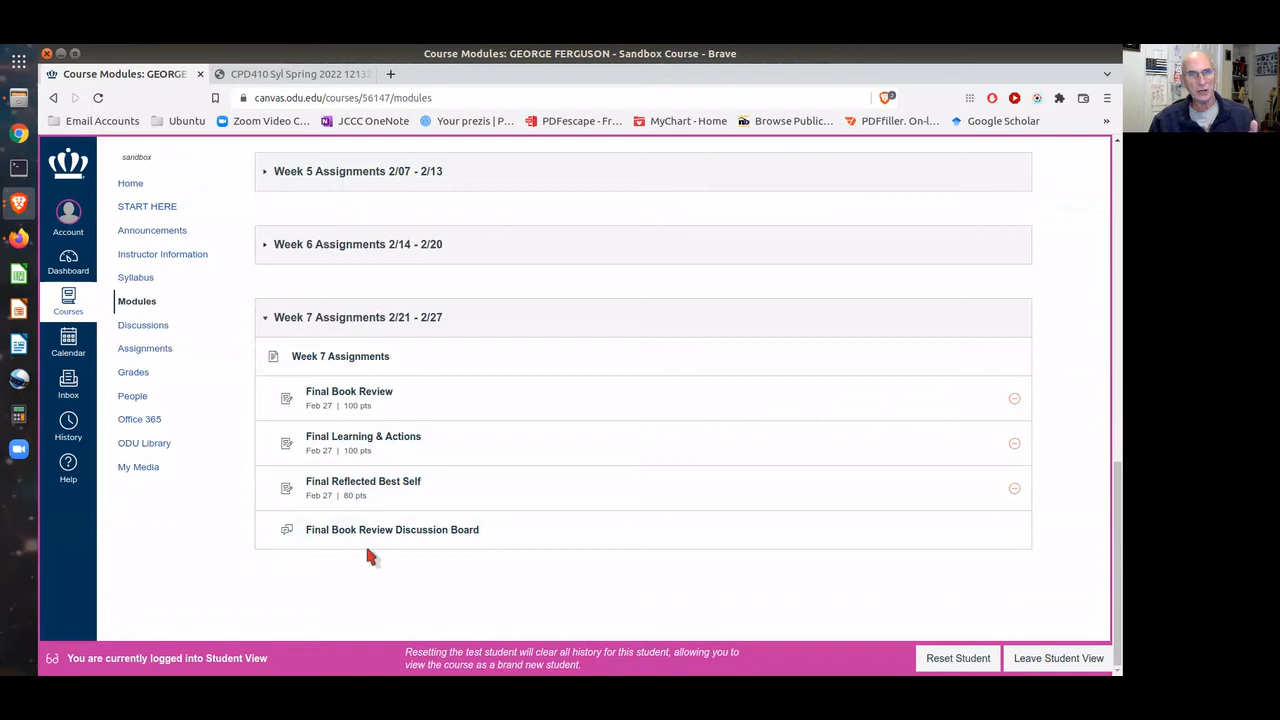 Course Modules: GEORGE FERGUSON - Sandbox Course - Brave
Course Modules: GEORGE
CPD410 Syl Spring 2022 1213
canvas.odu.edu/courses/56147/modules
2
Email Accounts
Ubuntu
Zoom Video C...
JCCC OneNote
Your prezis | P...
PDFescape - Fr...
MyChart - Home
Browse Public...
PDFfiller. On-l...
Google Scholar
Account
Dashboard
Courses
Calendar
Inbox
History
Help
sandbox
Home
START HERE
Announcements
Instructor Information
Syllabus
Modules
Discussions
Assignments
Grades
People
Office 365
ODU Library
My Media
Week 5 Assignments 2/07 - 2/13
Week 6 Assignments 2/14 - 2/20
Week 7 Assignments 2/21 - 2/27
Week 7 Assignments
Final Book Review
Feb 27 | 100 pts
Final Learning & Actions
Feb 27 | 100 pts
Final Reflected Best Self
Feb 27 | 80 pts
Final Book Review Discussion Board
You are currently logged into Student View
Resetting the test student will clear all history for this student, allowing you to
view the course as a brand new student.
Reset Student
Leave Student View